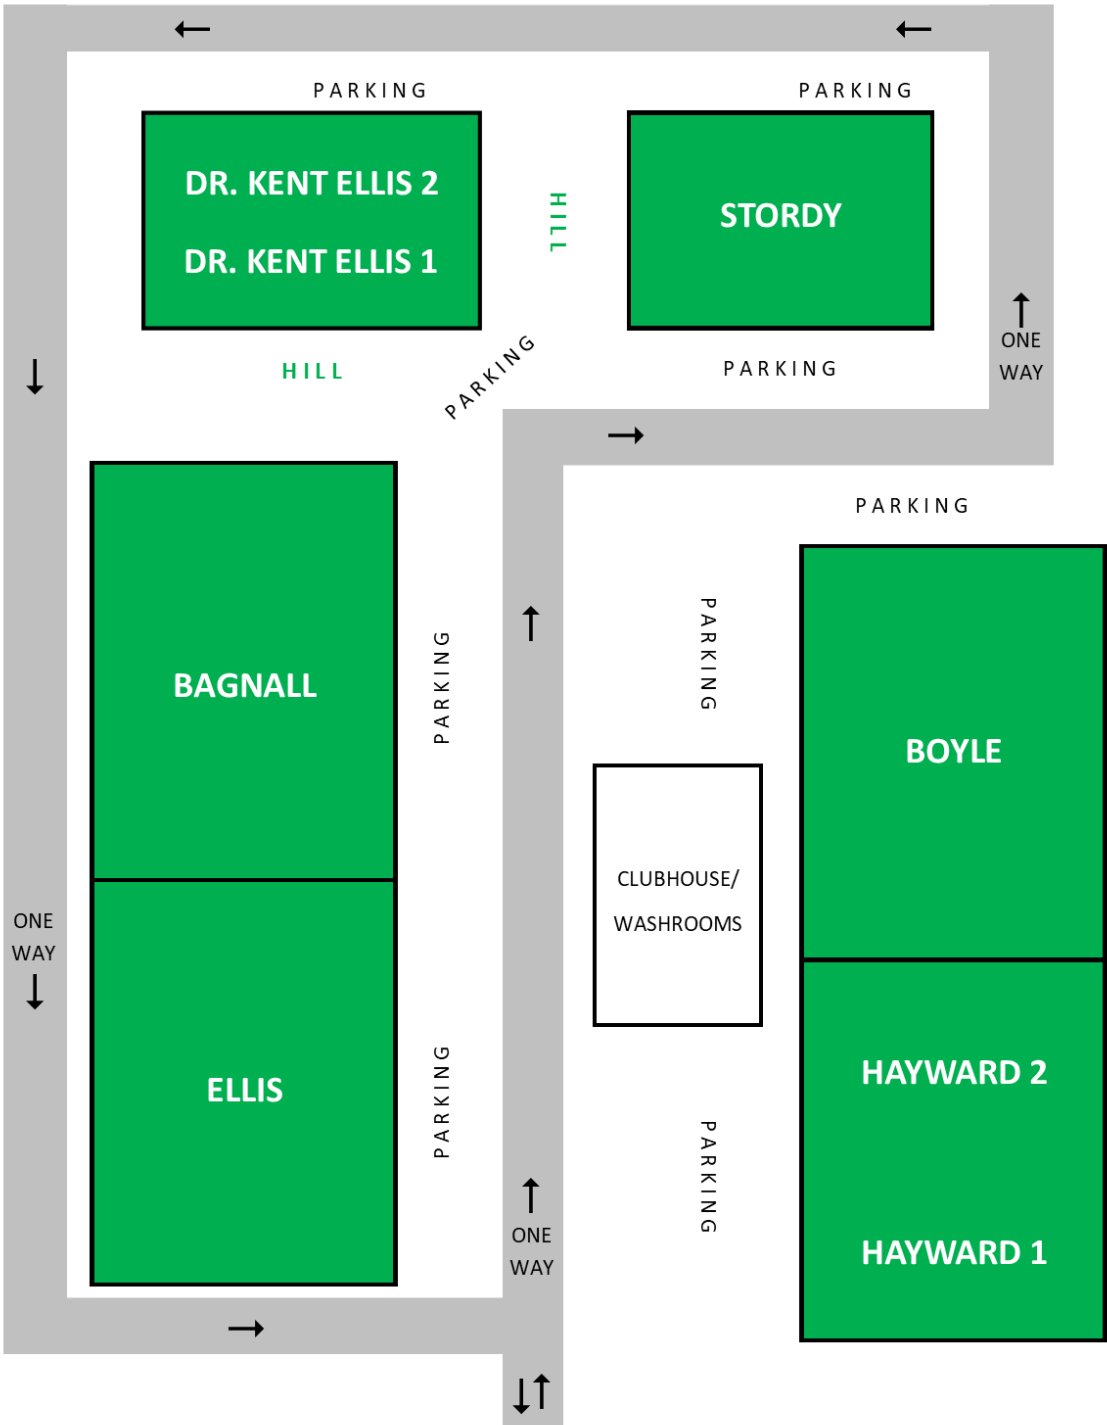 PARKING
PARKING
DR. KENT ELLIS 2
DR. KENT ELLIS 1
HILL
STORDY
ONE
WAY
HILL
PARKING
PARKING
PARKING
BAGNALL
PARKING
PARKING
BOYLE
CLUBHOUSE/
WASHROOMS
ONE
WAY
ELLIS
PARKING
PARKING
HAYWARD 2
HAYWARD 1
ONE
WAY